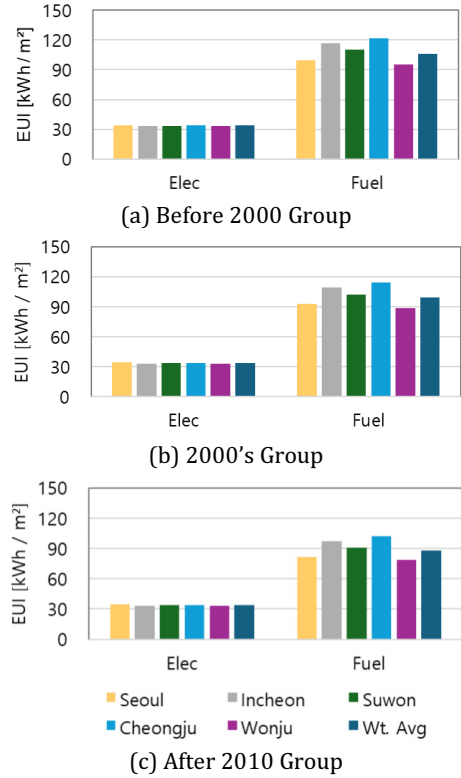 EUI [kWh/m²]
150
120
90
60
30
0
Elec Fuel
(a) Before 2000 Group
EUI [kWh / m²]
150
120
90
60
30
0
Elec Fuel
(b) 2000's Group
EUI [kWh / m²]
150
120
90
60
30
0
Elec Fuel
Seoul Incheon Suwon
Cheongju Wonju Wt. Avg
(c) After 2010 Group